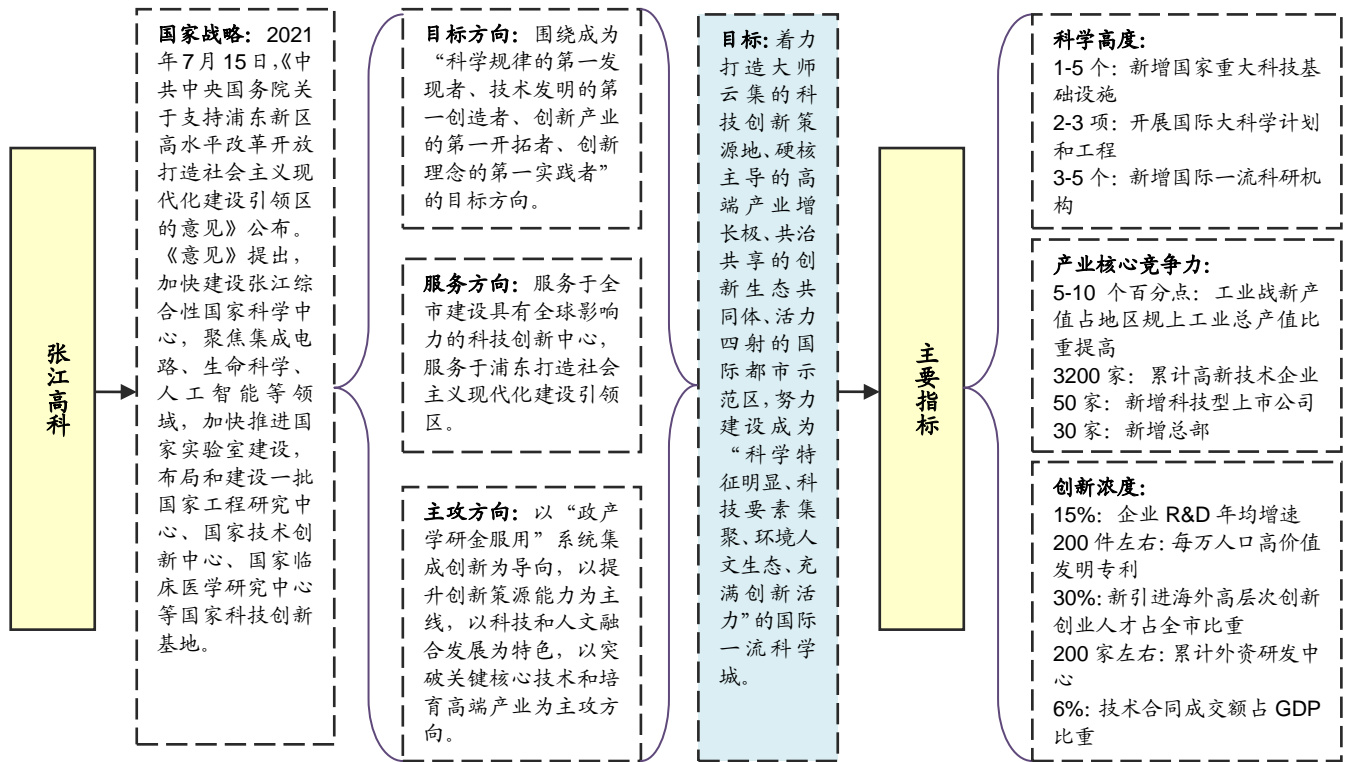 张江高科
国家战略：2021
年7月15日，《中
共中央国务院关
于支持浦东新区
高水平改革开放
打造社会主义现
代化建设引领区
的意见》公布。
《意见》提出，
加快建设张江综
合性国家科学中
心，聚焦集成电
路、生命科学、
人工智能等领
域，加快推进国
家实验室建设，
布局和建设一批
国家工程研究中
心、国家技术创
新中心、国家临
床医学研究中心
等国家科技创新
基地。
目标方向：围绕成为
“科学规律的第一发
现者、技术发明的第
一创造者、创新产业
的第一开拓者、创新
理念的第一实践者”
的目标方向。
服务方向：服务于全
市建设具有全球影响
力的科技创新中心，
服务于浦东打造社会
主义现代化建设引领
区。
主攻方向：以“政产
学研金服用”系统集
成创新为导向，以提
升创新策源能力为主
线，以科技和人文融
合发展为特色，以突
破关键核心技术和培
育高端产业为主攻方
向。
目标：着力
打造大师
云集的科
技创新策
源地、硬核
主导的高
端产业增
长极、共治
共享的创
新生态共
同体、活力
四射的国
际都市示
范区，努力
建设成为
“科学特
征明显、科
技要素集
聚、环境人
文生态、充
满创新活
力”的国际
一流科学
城。
主要指标
科学高度：
1-5 个：新增国家重大科技基
础设施
2-3 项：开展国际大科学计划
和工程
3-5 个：新增国际一流科研机
构
产业核心竞争力：
5-10 个百分点：工业战新产
值占地区规上工业总产值比
重提高
3200 家：累计高新技术企业
50 家：新增科技型上市公司
30 家：新增总部
创新浓度：
15%：企业 R&D 年均增速
200 件左右：每万人口高价值
发明专利
30%：新引进海外高层次创新
创业人才占全市比重
200 家左右：累计外资研发中
心
6%：技术合同成交额占 GDP
比重